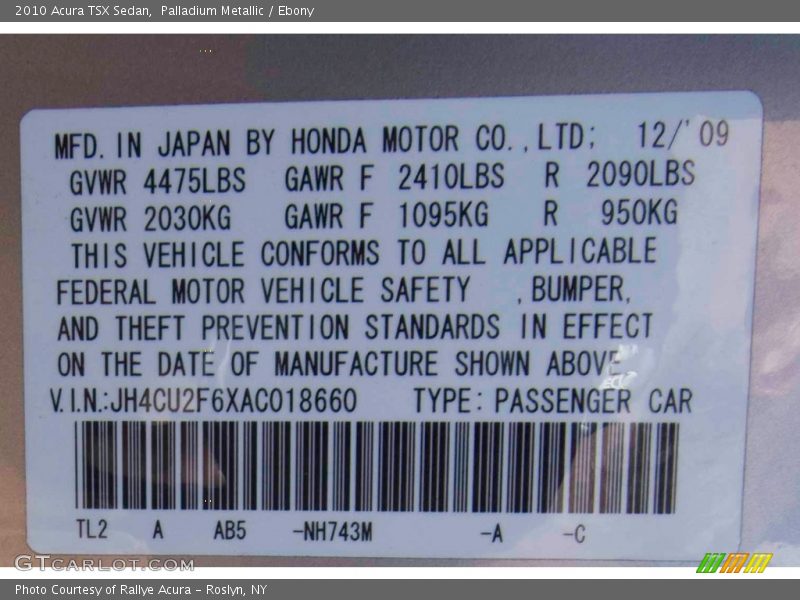 2010 Acura TSX Sedan, Palladium Metallic / Ebony
MFD. IN JAPAN BY HONDA MOTOR CO.,LTD; 12/'09
GVWR 4475LBS GAWR F 2410LBS R 2090LBS
GVWR 2030KG GAWR F 1095KG R 950KG
THIS VEHICLE CONFORMS TO ALL APPLICABLE
FEDERAL MOTOR VEHICLE SAFETY ,BUMPER,
AND THEFT PREVENTION STANDARDS IN EFFECT
ON THE DATE OF MANUFACTURE SHOWN ABOVE
V.I.N.:JH4CU2F6XAC018660 TYPE: PASSENGER CAR
TL2 A AB5 -NH743M -A -C
GTCARLOT.COM
Photo Courtesy of Rallye Acura - Roslyn, NY